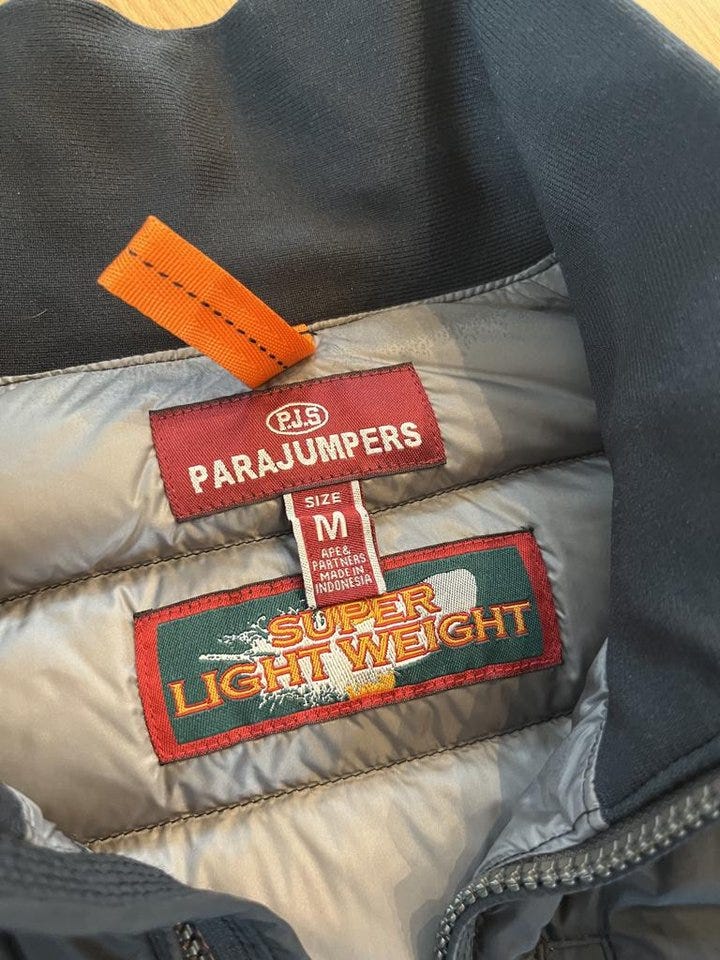 P.J.S
PARAJUMPERS
SIZE
M
APE&
PARTNERS
MADE IN
INDONESIA
SUPER
LIGHT WEIGHT